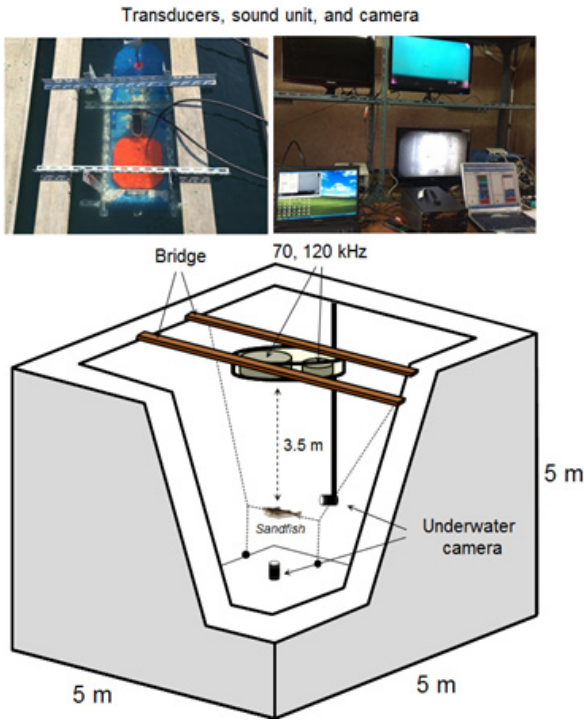 Transducers, sound unit, and camera
Bridge
70, 120 kHz
3.5 m
5 m
Sandfish
Underwater
camera
5 m
5 m